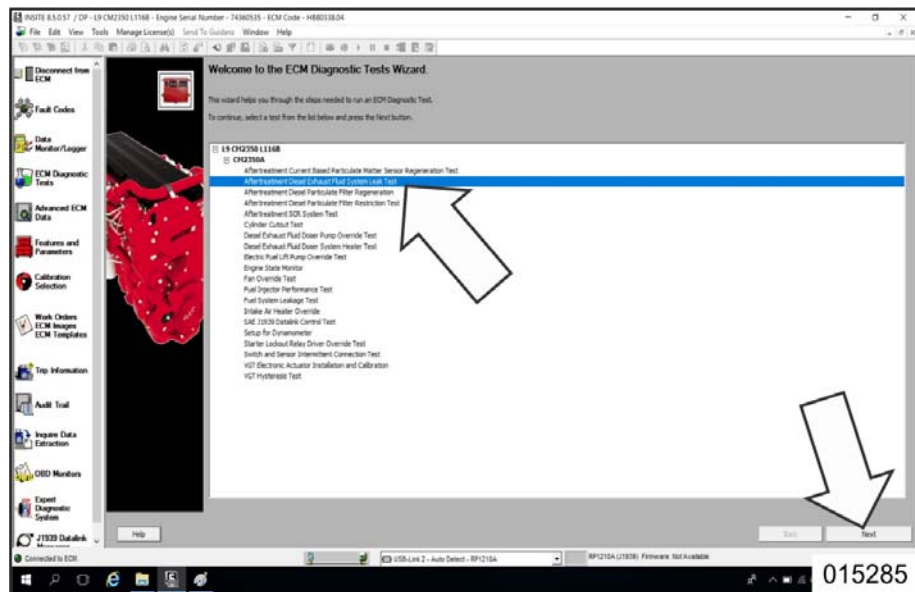 INSITE 8.5.0.57 / DP - L9 CM2350 L116B - Engine Serial Number - 74360535 - ECM Code - H880338.04
File Edit View Tools Manage License(s) Send To Guidanz Window Help
Disconnect from
ECM
Fault Codes
Data
Monitor/Logger
ECM Diagnostic
Tests
Advanced ECM
Data
Features and
Parameters
Calibration
Selection
Work Orders
ECM Images
ECM Templates
Trip Information
Audit Trail
Inquire Data
Extraction
OBD Monitors
Expert
Diagnostic
System
J1939 Datalink
Welcome to the ECM Diagnostic Tests Wizard.
This wizard helps you through the steps needed to run an ECM Diagnostic Test.
To continue, select a test from the list below and press the Next button.
L9 CM2350 L116B
CM2350A
Aftertreatment Current Based Particulate Matter Sensor Regeneration Test
Aftertreatment Diesel Exhaust Fluid System Leak Test
Aftertreatment Diesel Particulate Filter Regeneration
Aftertreatment Diesel Particulate Filter Restriction Test
Aftertreatment SCR System Test
Cylinder Cutout Test
Diesel Exhaust Fluid Doser Pump Override Test
Diesel Exhaust Fluid Doser System Heater Test
Electric Fuel Lift Pump Override Test
Engine State Monitor
Fan Override Test
Fuel Injector Performance Test
Fuel System Leakage Test
Intake Air Heater Override
SAE J1939 Datalink Control Test
Setup for Dynamometer
Starter Lockout Relay Driver Override Test
Switch and Sensor Intermittent Connection Test
VGT Electronic Actuator Installation and Calibration
VGT Hysteresis Test
Help
Back
Next
Connected to ECM.
USB-Link 2 - Auto Detect - RP1210A
RP1210A (J1939) Firmware: Not Available
015285